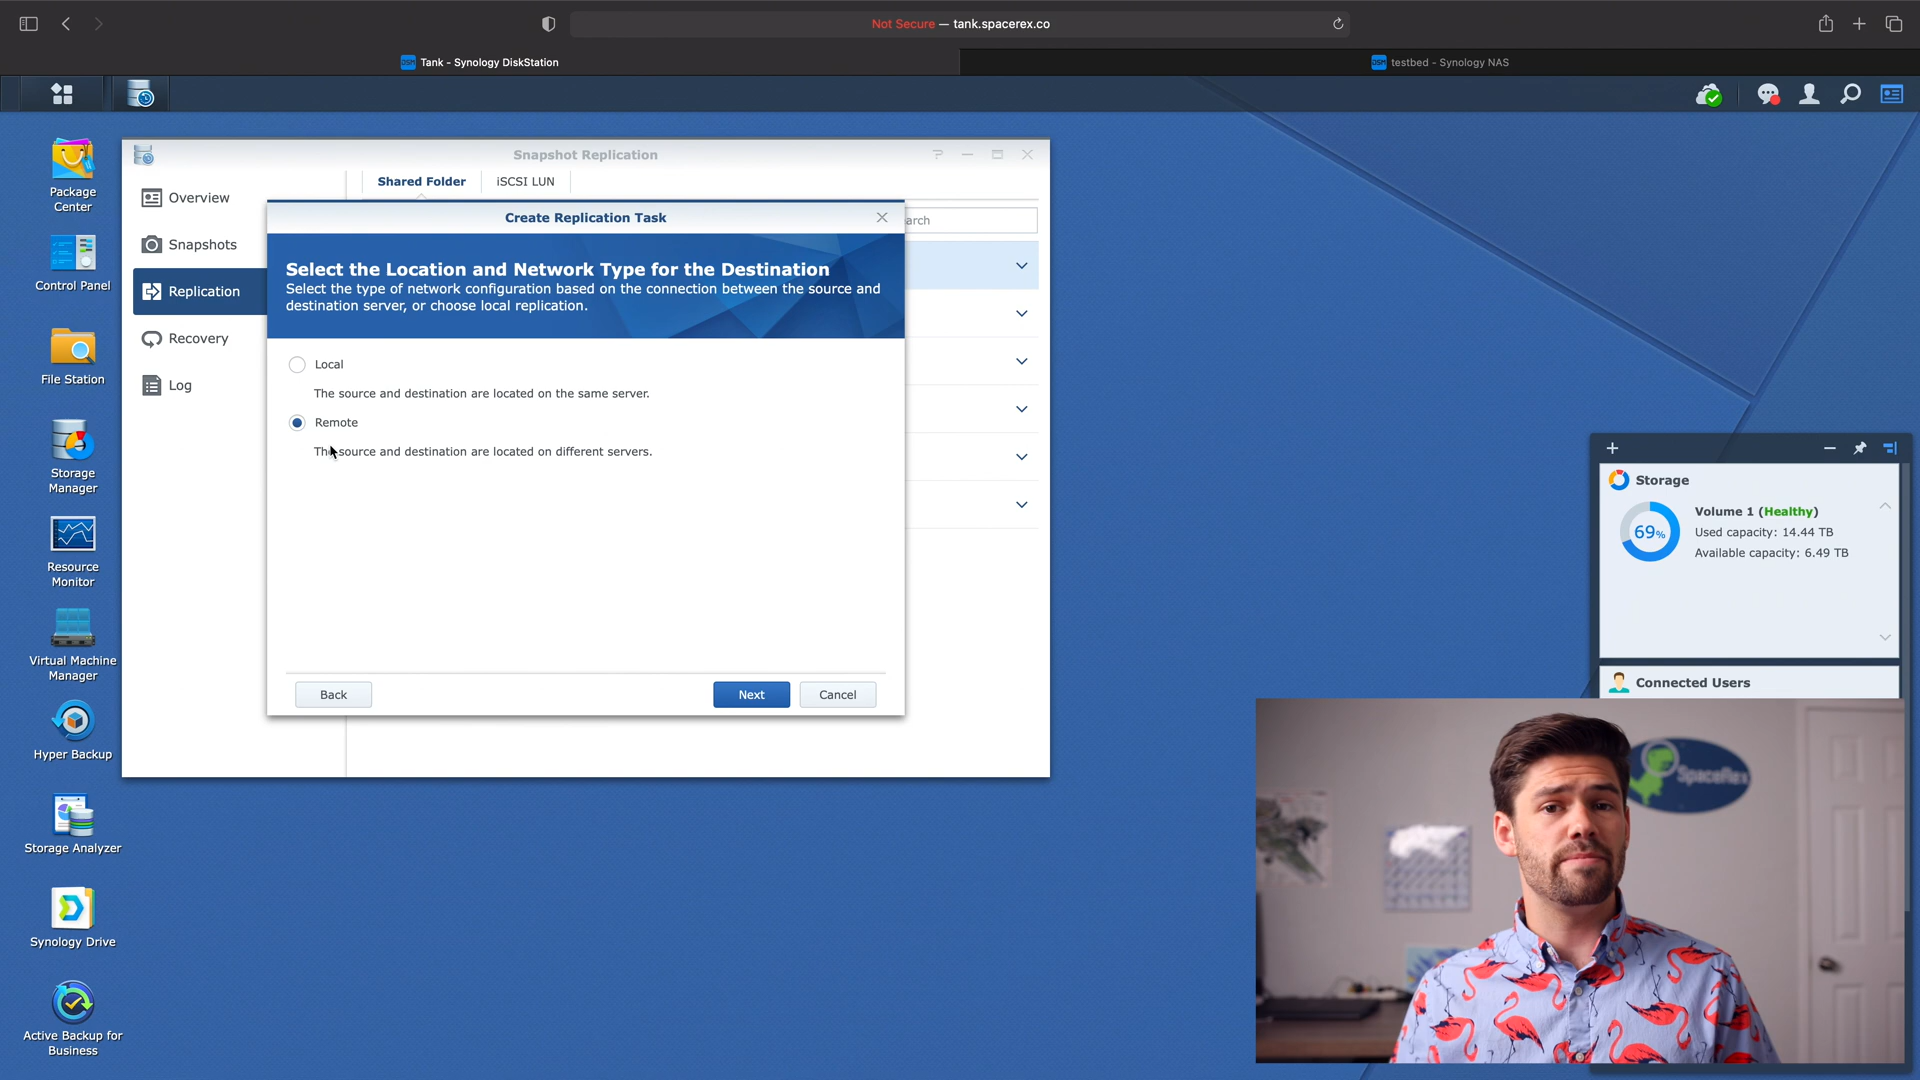 Not Secure — tank.spacerex.co
Tank - Synology DiskStation
testbed - Synology NAS
Package
Center
Control Panel
File Station
Storage
Manager
Resource
Monitor
Virtual Machine
Manager
Hyper Backup
Storage Analyzer
Synology Drive
Active Backup for
Business
Snapshot Replication
Overview
Snapshots
Replication
Recovery
Log
Shared Folder
iSCSI LUN
arch
Create Replication Task
Select the Location and Network Type for the Destination
Select the type of network configuration based on the connection between the source and
destination server, or choose local replication.
Local
The source and destination are located on the same server.
Remote
The source and destination are located on different servers.
Back
Next
Cancel
Storage
69%
Volume 1 (Healthy)
Used capacity: 14.44 TB
Available capacity: 6.49 TB
Connected Users
SpaceRex